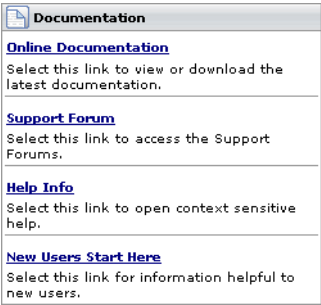 Documentation
Online Documentation
Select this link to view or download the
latest documentation.
Support Forum
Select this link to access the Support
Forums.
Help Info
Select this link to open context sensitive
help.
New Users Start Here
Select this link for information helpful to
new users.